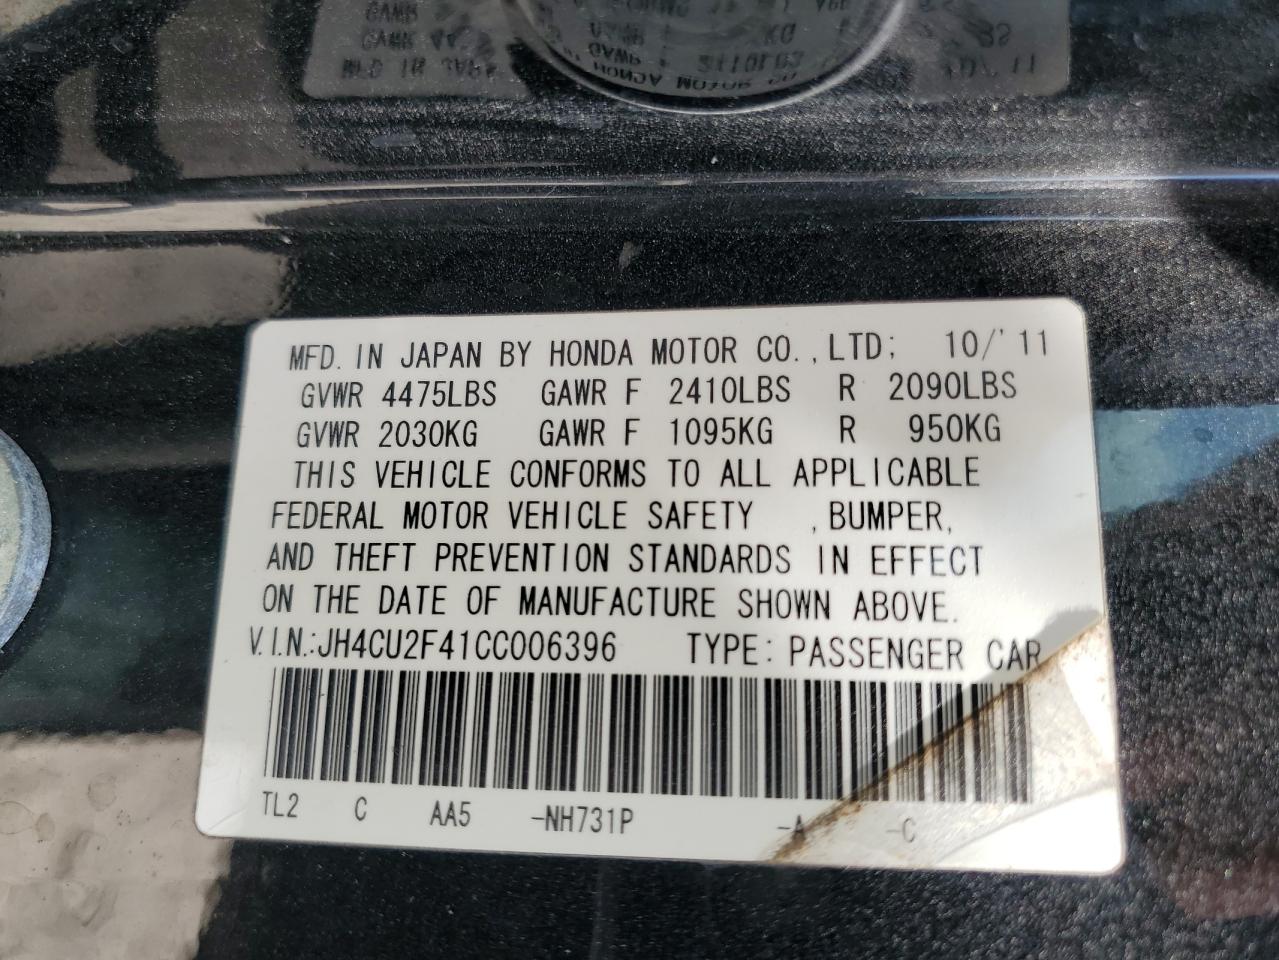 MFD. IN JAPAN BY HONDA MOTOR CO., LTD; 10/'11
GVWR 4475LBS GAWR F 2410LBS R 2090LBS
GVWR 2030KG GAWR F 1095KG R 950KG
THIS VEHICLE CONFORMS TO ALL APPLICABLE
FEDERAL MOTOR VEHICLE SAFETY , BUMPER,
AND THEFT PREVENTION STANDARDS IN EFFECT
ON THE DATE OF MANUFACTURE SHOWN ABOVE.
V.I.N.:JH4CU2F41CC006396 TYPE: PASSENGER CAR
TL2 C AA5 -NH731P -A -C